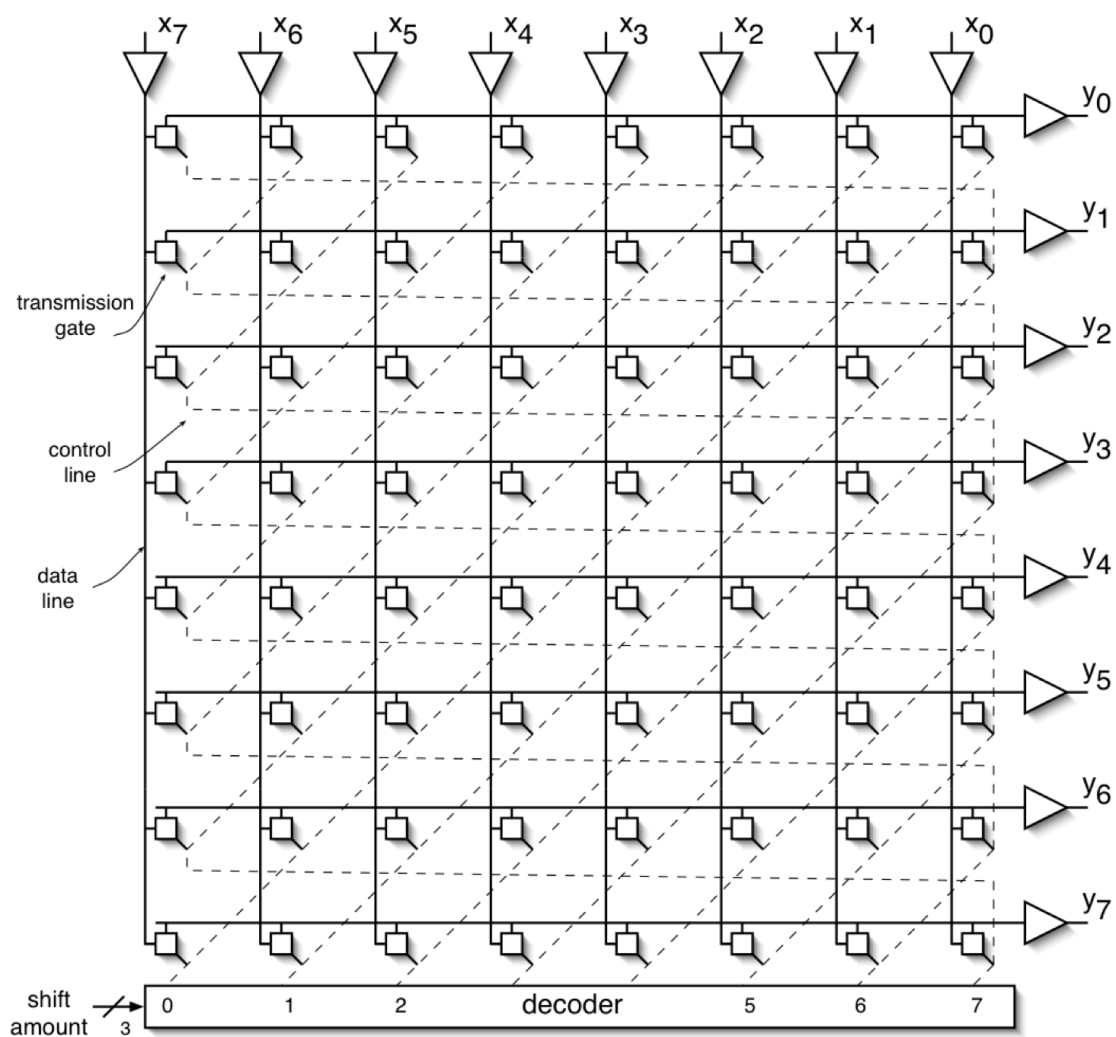 x7 x6 x5 x4 x3 x2 x1 x0
y0
y1
transmission
gate
y2
control
line
y3
data
line
y4
y5
y6
y7
shift
amount
3
0 1 2 decoder 5 6 7